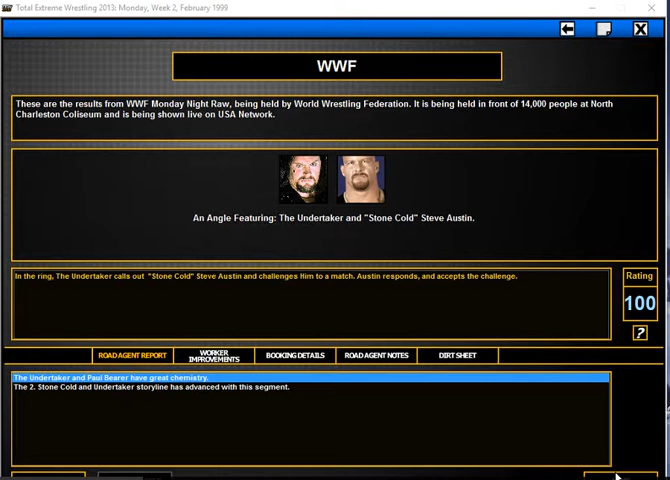 Total Extreme Wrestling 2013: Monday, Week 2, February 1999
WWF
These are the results from WWF Monday Night Raw, being held by World Wrestling Federation. It is being held in front of 14,000 people at North
Charleston Coliseum and is being shown live on USA Network.
An Angle Featuring: The Undertaker and "Stone Cold" Steve Austin.
In the ring, The Undertaker calls out "Stone Cold" Steve Austin and challenges Him to a match. Austin responds, and accepts the challenge.
Rating
100
?
ROAD AGENT REPORT
WORKER
IMPROVEMENTS
BOOKING DETAILS
ROAD AGENT NOTES
DIRT SHEET
The Undertaker and Paul Bearer have great chemistry.
The 2. Stone Cold and Undertaker storyline has advanced with this segment.